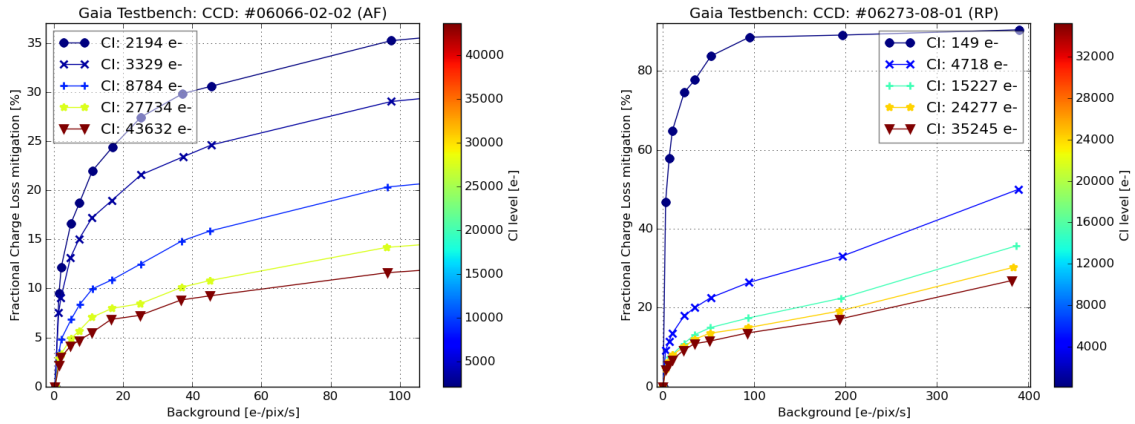 Gaia Testbench: CCD: #06066-02-02 (AF)
Fractional Charge Loss mitigation [%]
35
30
25
20
15
10
5
0
CI: 2194 e-
CI: 3329 e-
CI: 8784 e-
CI: 27734 e-
CI: 43632 e-
0 20 40 60 80 100
Background [e-/pix/s]
40000
35000
30000
25000
20000
15000
10000
5000
CI level [e-]
Gaia Testbench: CCD: #06273-08-01 (RP)
Fractional Charge Loss mitigation [%]
80
60
40
20
0
CI: 149 e-
CI: 4718 e-
CI: 15227 e-
CI: 24277 e-
CI: 35245 e-
0 100 200 300 400
Background [e-/pix/s]
32000
28000
24000
20000
16000
12000
8000
4000
CI level [e-]